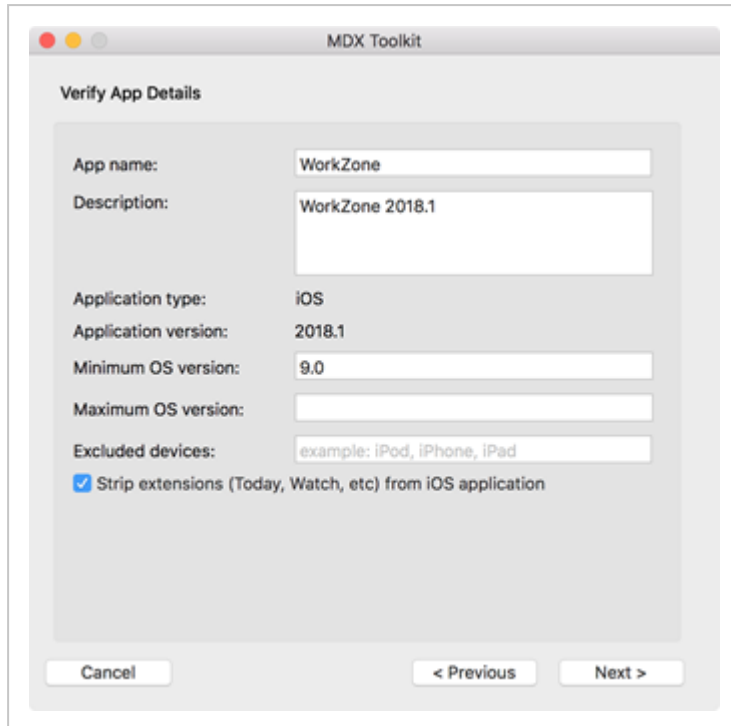 MDX Toolkit
Verify App Details
App name: WorkZone
Description: WorkZone 2018.1
Application type: iOS
Application version: 2018.1
Minimum OS version: 9.0
Maximum OS version:
Excluded devices: example: iPod, iPhone, iPad
Strip extensions (Today, Watch, etc) from iOS application
Cancel < Previous Next >